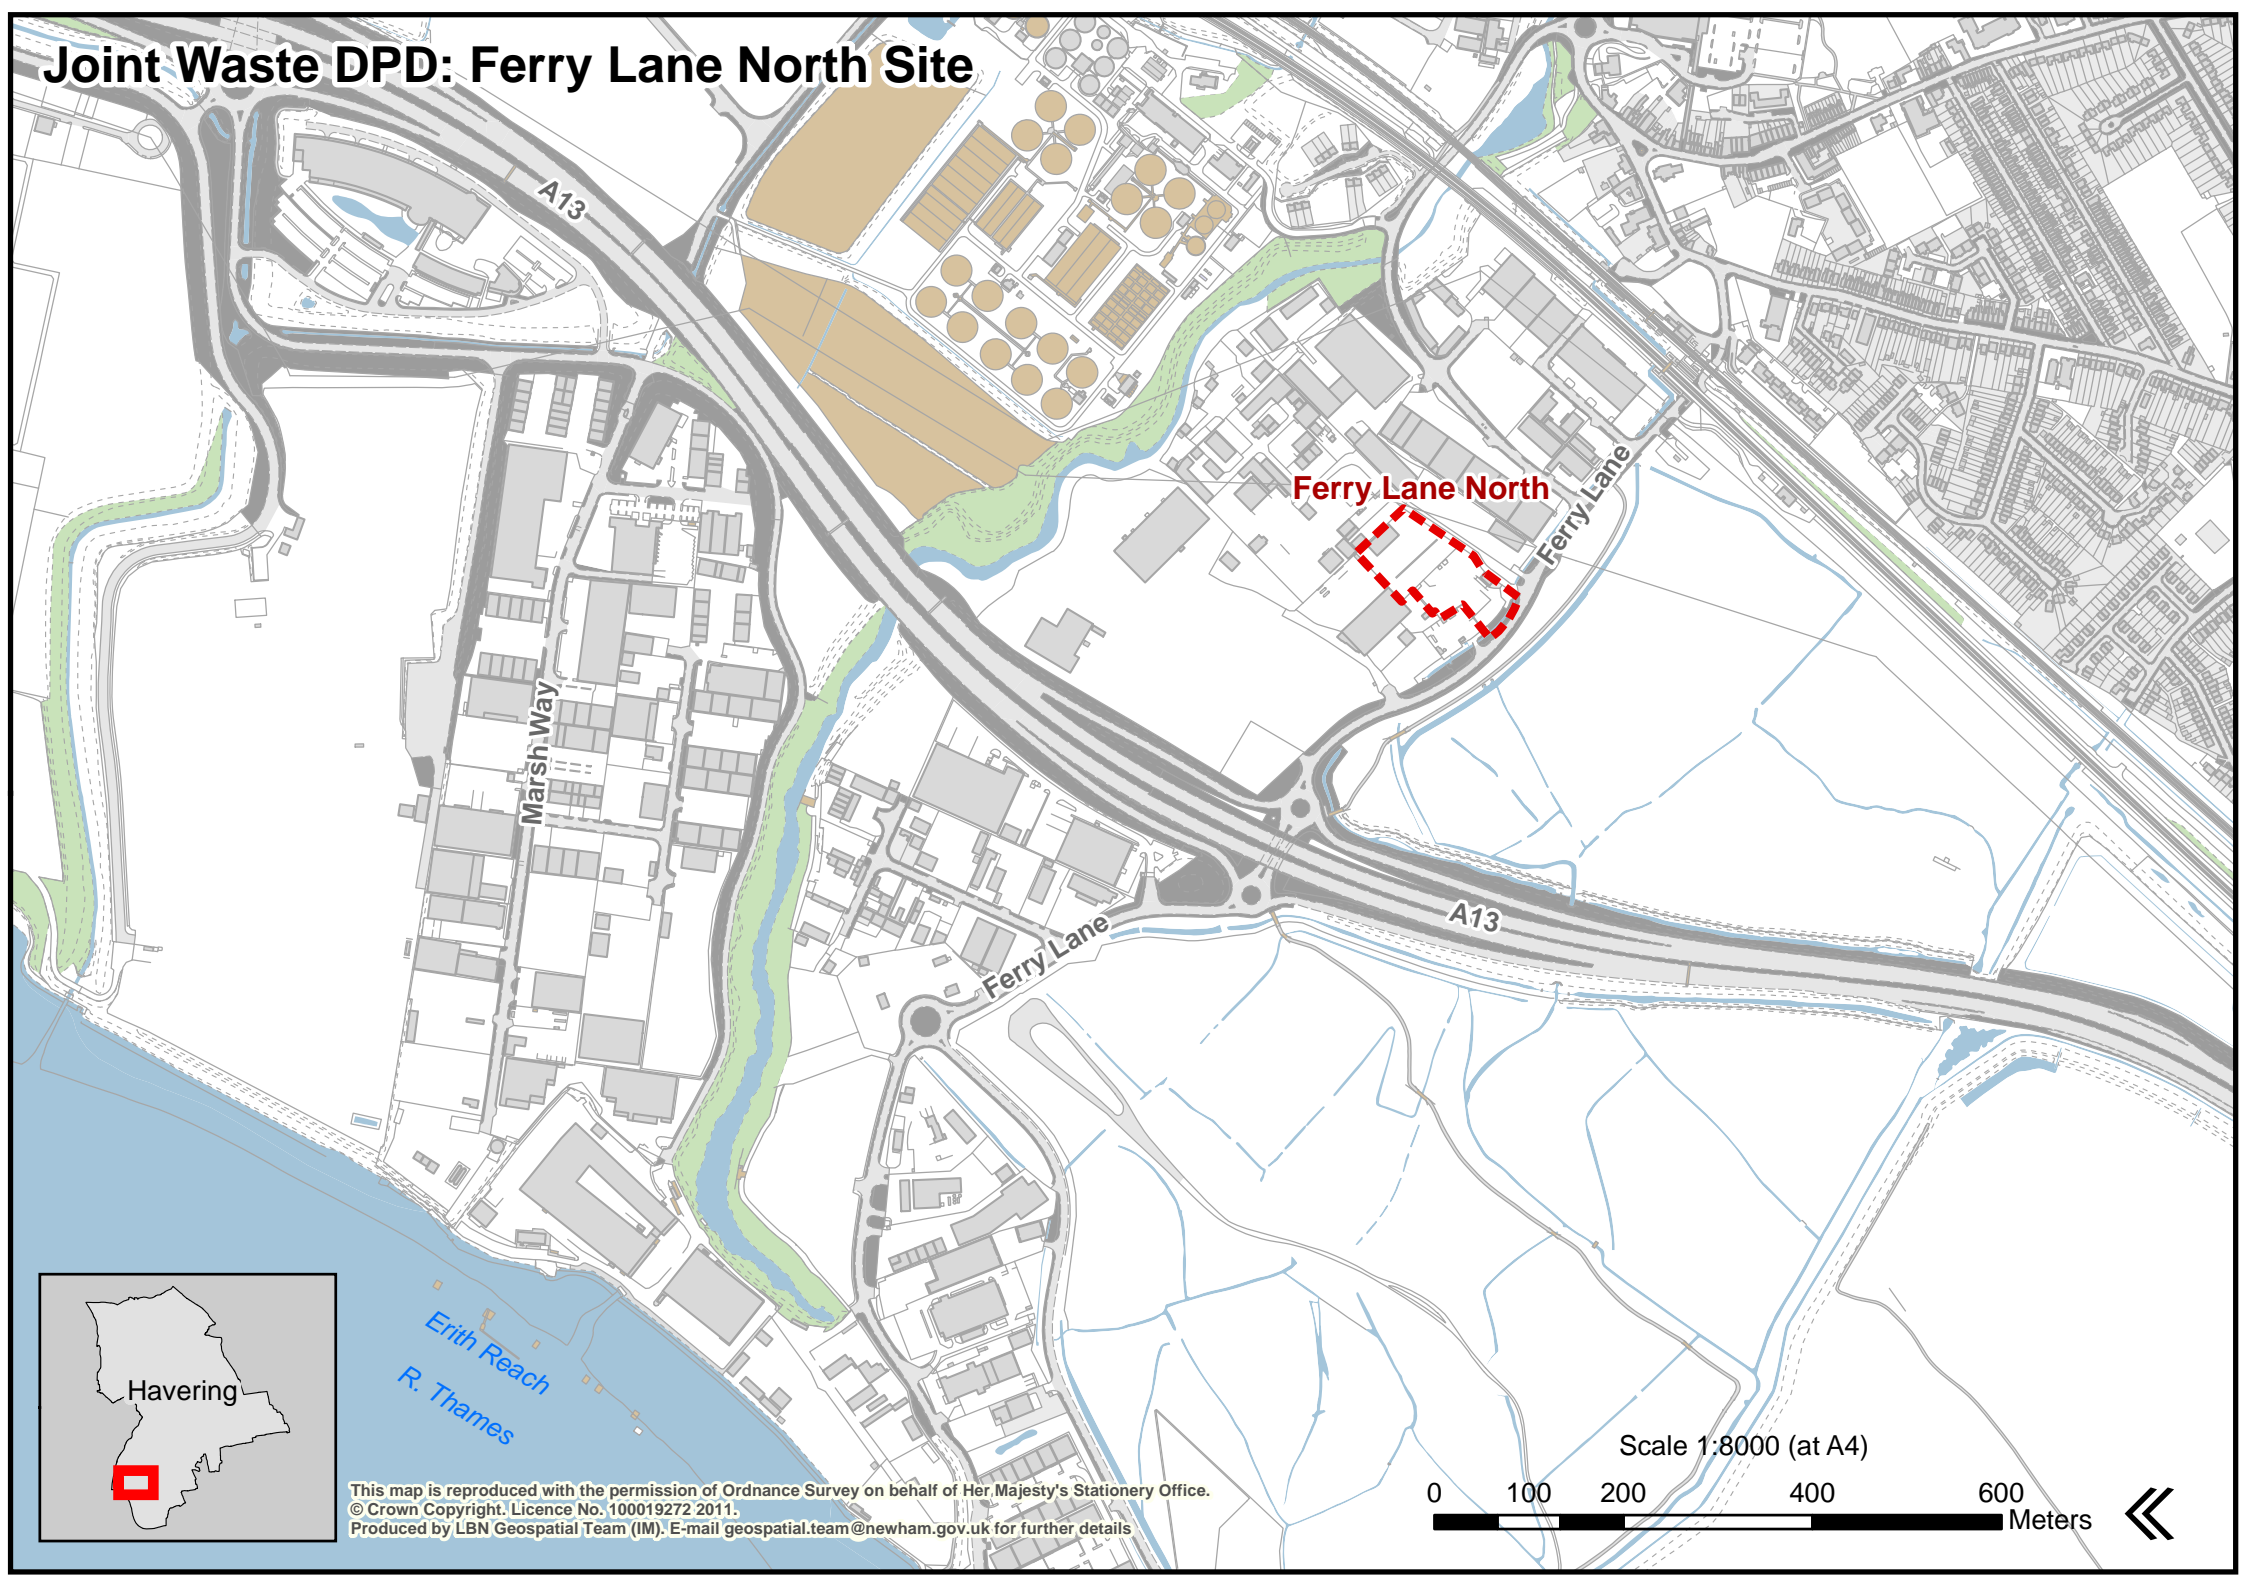 Joint Waste DPD: Ferry Lane North Site
A13
Ferry Lane North
Ferry Lane
Marsh Way
A13
Ferry Lane
Havering
Erith Reach
R. Thames
Scale 1:8000 (at A4)
0 100 200 400 600
Meters
This map is reproduced with the permission of Ordnance Survey on behalf of Her Majesty's Stationery Office.
© Crown Copyright. Licence No. 100019272 2011.
Produced by LBN Geospatial Team (IM). E-mail geospatial.team@newham.gov.uk for further details